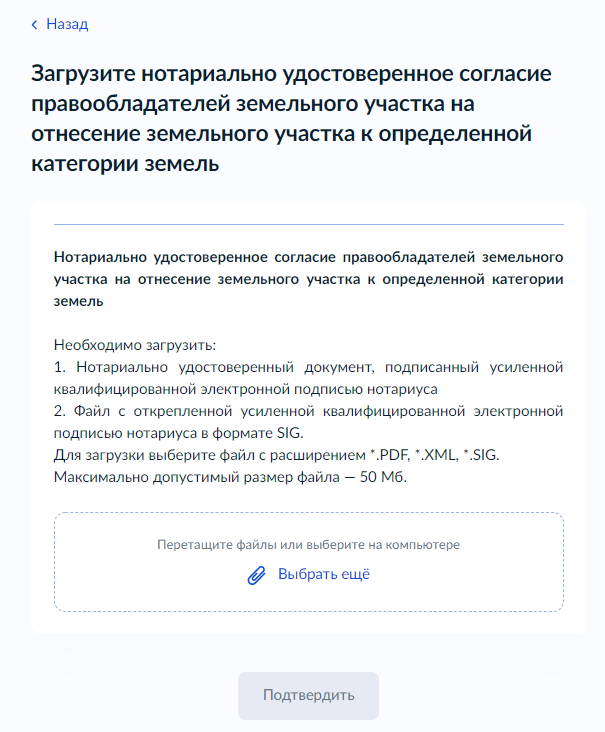 Назад
Загрузите нотариально удостоверенное согласие
правообладателей земельного участка на
отнесение земельного участка к определенной
категории земель
Нотариально удостоверенное согласие правообладателей земельного
участка на отнесение земельного участка к определенной категории
земель
Необходимо загрузить:
1. Нотариально удостоверенный документ, подписанный усиленной
квалифицированной электронной подписью нотариуса
2. Файл с открепленной усиленной квалифицированной электронной
подписью нотариуса в формате SIG.
Для загрузки выберите файл с расширением *.PDF, *.XML, *.SIG.
Максимально допустимый размер файла — 50 Мб.
Перетащите файлы или выберите на компьютере
Выбрать ещё
Подтвердить